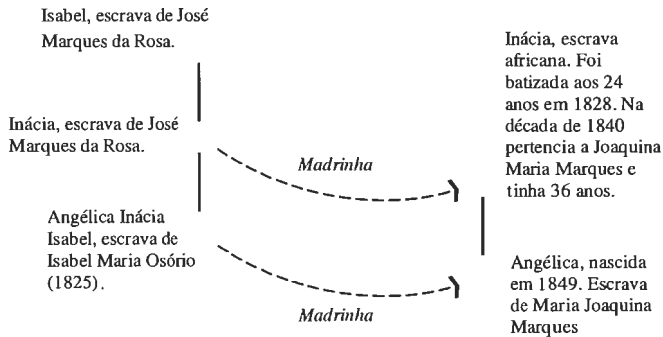 Isabel, escrava de José
Marques da Rosa.
Inácia, escrava de José
Marques da Rosa.
Angélica Inácia
Isabel, escrava de
Isabel Maria Osório
(1825).
Madrinha
Madrinha
Inácia, escrava
africana. Foi
batizada aos 24
anos em 1828. Na
década de 1840
pertencia a Joaquina
Maria Marques e
tinha 36 anos.
Angélica, nascida
em 1849. Escrava
de Maria Joaquina
Marques